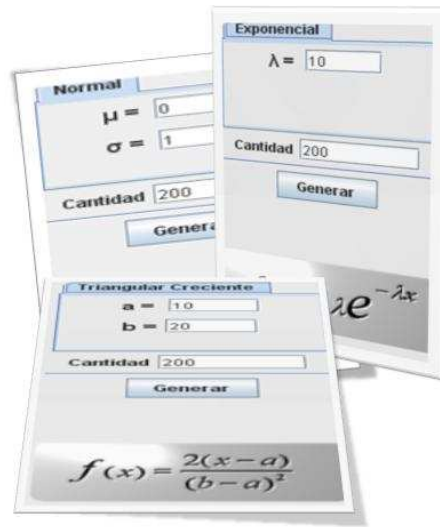 Normal
μ = 0
σ = 1
Cantidad 200
Exponencial
λ = 10
Cantidad 200
Generar
λe^{-λx}
Triangular Creciente
a = 10
b = 20
Cantidad 200
Generar
f(x) = \frac{2(x-a)}{(b-a)^2}